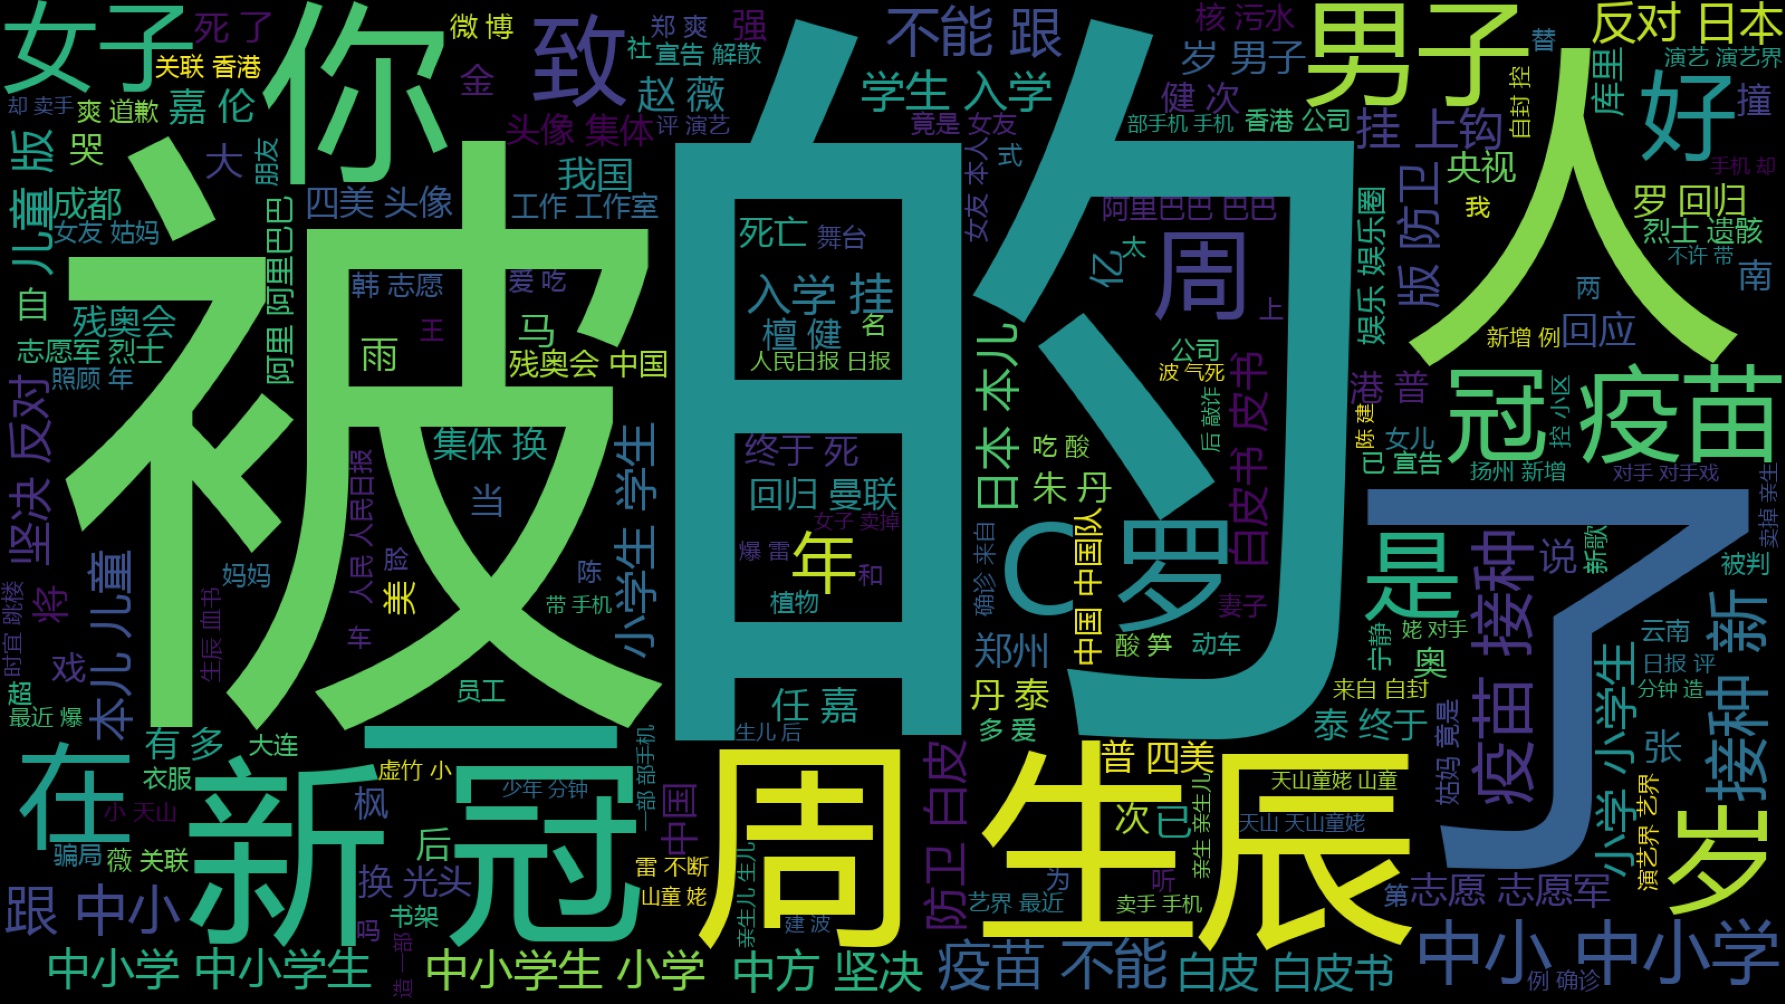 女子
死了
你
微博
郑爽
强
致
社
宣告 解散
不能 跟
核 污水
岁 男子
男子
替
反对 日本
演艺 演艺界
关联 香港
金
赵 薇
学生 入学
健 次
自封 控
库里
好
撞
却 卖手
爽 道歉
嘉 伦
头像 集体
评 演艺
竟是 女友
部手机 手机
香港 公司
挂 上钩
人
儿童 版
哭
大
朋友
我国
女友 本人
式
央视
手机 却
成都
四美 头像
工作 工作室
的
阿里巴巴 巴巴
版 防卫
我
罗 回归
女友 姑妈
被
死亡
舞台
太
娱乐 娱乐圈
烈士 遗骸
不许 带
自
阿里 阿里巴巴
韩 志愿
爱 吃
入学 挂
亿
周
上
两
南
残奥会
王
马
檀 健
名
新增 例
回应
志愿军 烈士
雨
残奥会 中国
人民日报 日报
日本 本儿
公司
照顾 年
波 气死
白皮书 皮书
港 普
冠
疫苗
坚决 反对
集体 换
小学生 学生
终于 死
吃 酸
后 敲诈
陈 建
女儿
控 小区
已 宣告
扬州 新增
对手 对手戏
卖掉 亲生
人民 人民日报
当
回归 曼联
朱 丹
女子 卖掉
C
罗
中国 中国队
了
本儿 儿童
脸
爆 雷
年
和
确诊 来自
是
疫苗 接种
说
新歌
被判
妈妈
陈
美
带 手机
植物
妻子
将
时宜 跳楼
生辰 血书
车
郑州
酸 笋
动车
宁静
姥 对手
云南
接种 新
戏
奥
日报 评
超
员工
任 嘉
丹 泰
来自 自封
小学 小学生
分钟 造
最近 爆
生儿 后
多 爱
泰 终于
有 多
大连
一部 部手机
姑妈 竟是
张
在
衣服
新冠
虚竹 小
少年 分钟
中国
周
防卫 白皮
生辰
普 四美
天山童姥 山童
演艺界 艺界
小 天山
枫
次
已
亲生 亲生儿
天山 天山童姥
岁
骗局
薇 关联
后
雷 不断
亲生儿 生儿
跟 中小
换 光头
山童 姥
为
听
第
志愿 志愿军
吗
书架
建 波
艺界 最近
卖手 手机
中小学 中小学生
造 一部
中小学生 小学
中方 坚决
疫苗 不能
白皮 白皮书
中小 中小学
例 确诊